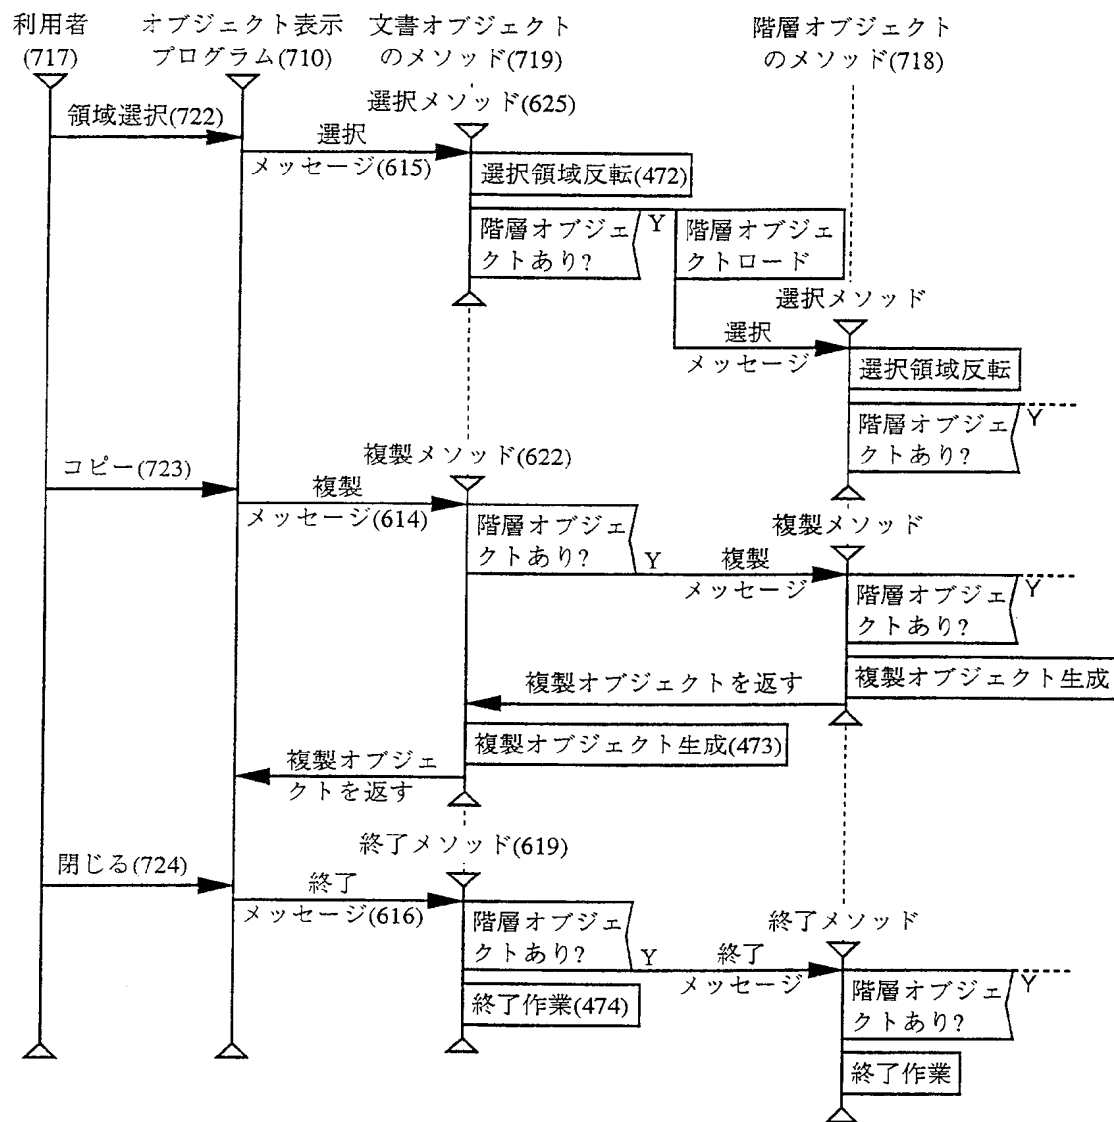 利用者
(717)
オブジェクト表示
プログラム(710)
文書オブジェクト
のメソッド(719)
階層オブジェクト
のメソッド(718)
選択メソッド(625)
領域選択(722)
選択
メッセージ(615)
選択領域反転(472)
階層オブジェ
クトあり?
Y
階層オブジェ
クトロード
選択メソッド
選択
メッセージ
選択領域反転
階層オブジェ
クトあり?
Y
複製メソッド(622)
コピー(723)
複製
メッセージ(614)
階層オブジェ
クトあり?
Y
複製
メッセージ
複製メソッド
階層オブジェ
クトあり?
Y
複製オブジェクト生成
複製オブジェクトを返す
複製オブジェクト生成(473)
複製オブジェ
クトを返す
終了メソッド(619)
閉じる(724)
終了
メッセージ(616)
階層オブジェ
クトあり?
Y
終了
メッセージ
終了メソッド
階層オブジェ
クトあり?
Y
終了作業(474)
終了作業